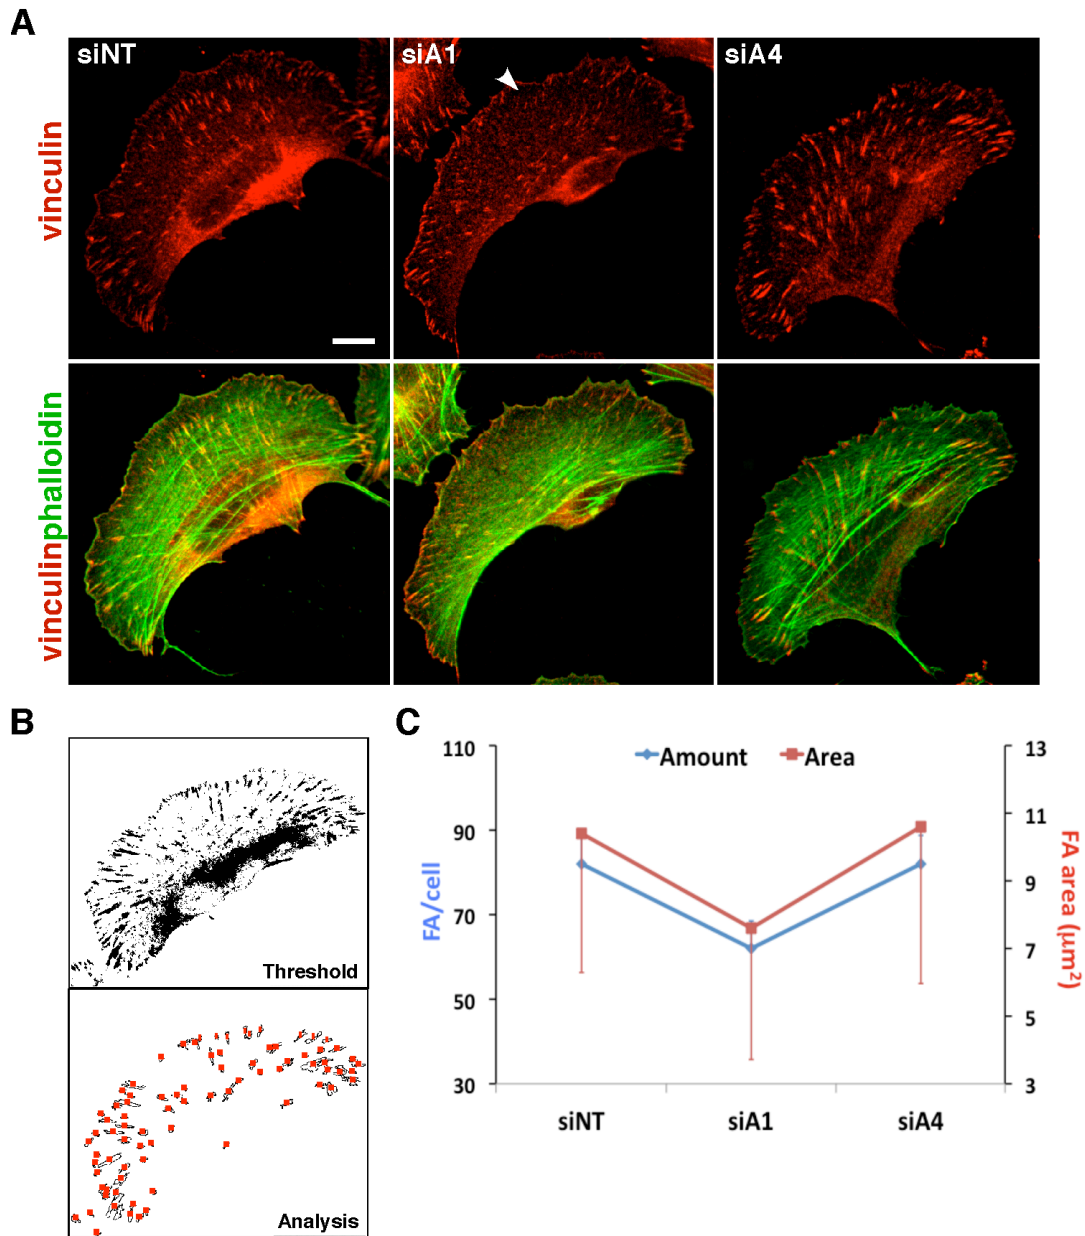 A
siNT
siA1
siA4
vinculin
vinculinphalloidin
B
Threshold
Analysis
C
Amount
Area
110
90
70
50
30
FA/cell
13
11
9
7
5
3
FA area (μm²)
siNT
siA1
siA4